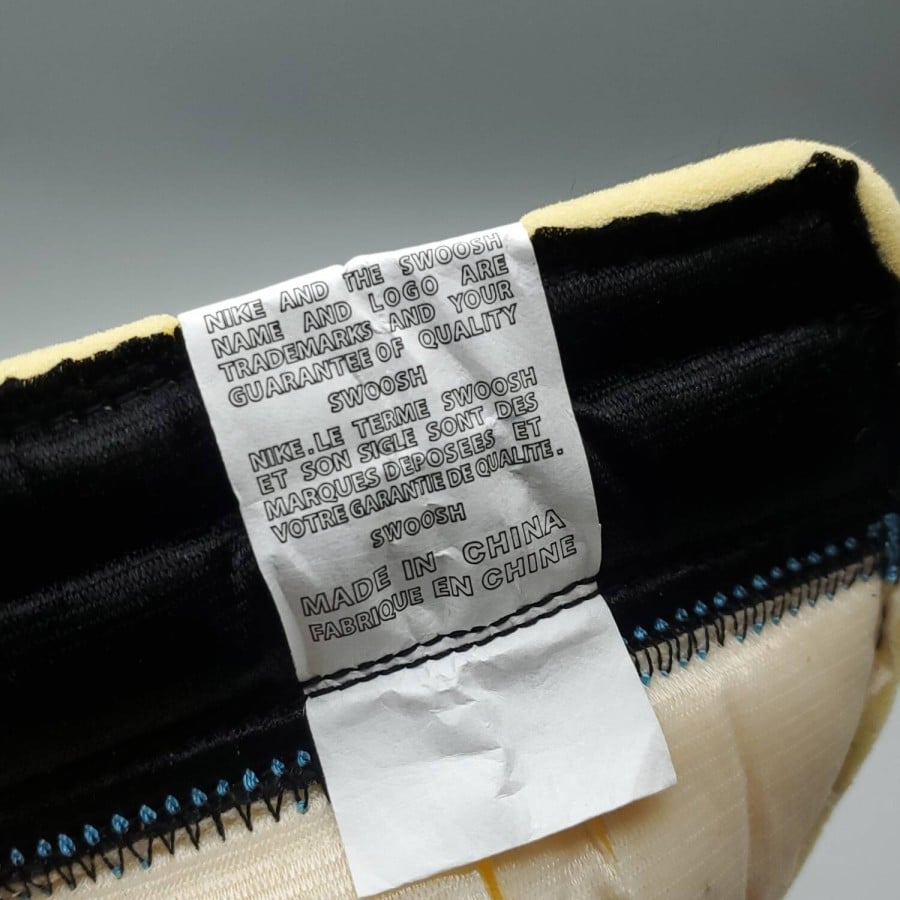 NIKE AND THE SWOOSH
NAME AND LOGO ARE
TRADEMARKS AND YOUR
GUARANTEE OF QUALITY
SWOOSH
NIKE.LE TERME SWOOSH
ET SON SIGLE SONT DES
MARQUES DEPOSEES ET
VOTRE GARANTIE DE QUALITE.
SWOOSH
MADE IN CHINA
FABRIQUE EN CHINE